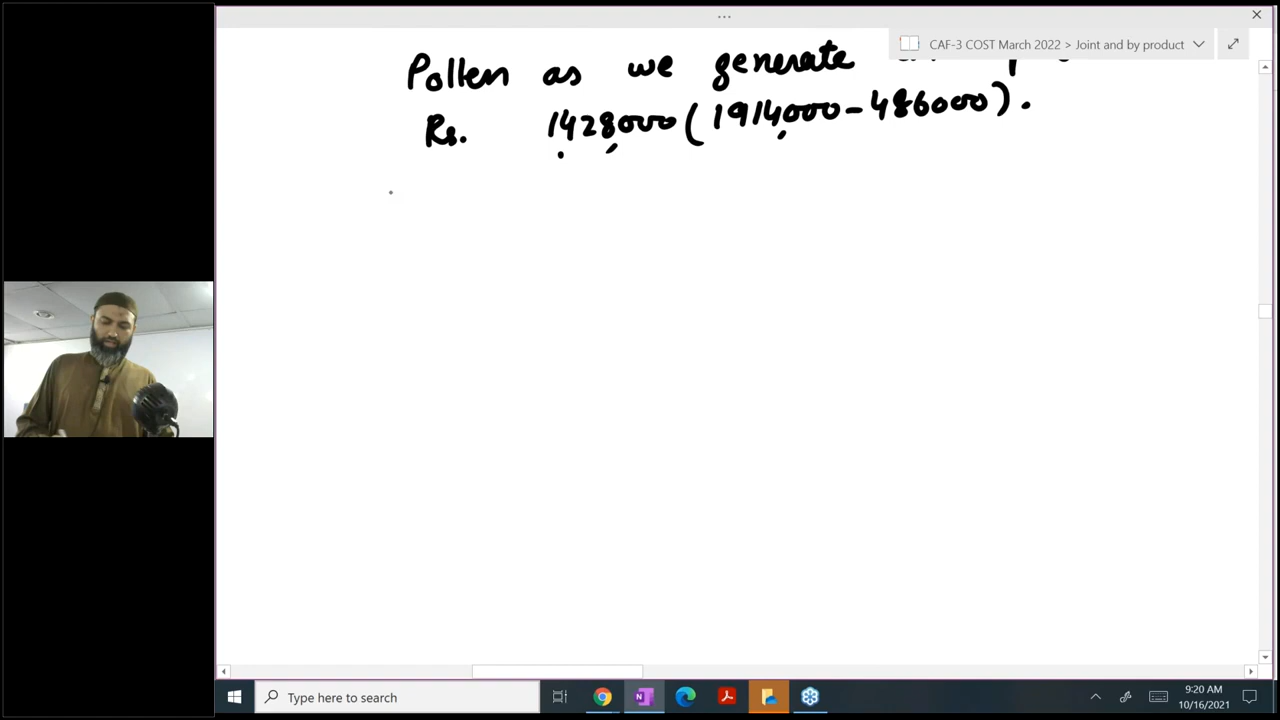 CAF-3 COST March 2022 > Joint and by product
Pollen as we generate
Rs. 1428000 (1914000 - 486000).
Type here to search
9:20 AM
10/16/2021